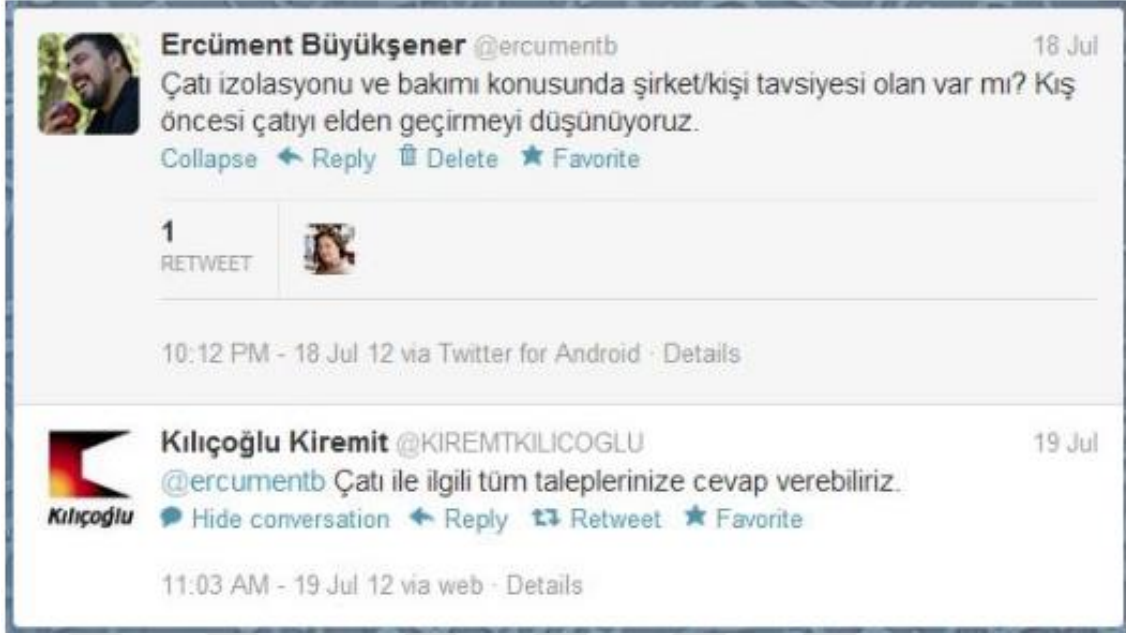 Ercüment Büyükşener @ercumentb 18 Jul
Çatı izolasyonu ve bakımı konusunda şirket/kişi tavsiyesi olan var mı? Kış
öncesi çatıyı elden geçirmeyi düşünüyoruz.
Collapse Reply Delete Favorite
1
RETWEET
10:12 PM - 18 Jul 12 via Twitter for Android · Details
Kılıçoğlu Kiremit @KIREMTKILICOGLU 19 Jul
@ercumentb Çatı ile ilgili tüm taleplerinize cevap verebiliriz.
Kılıçoğlu Hide conversation Reply Retweet Favorite
11:03 AM - 19 Jul 12 via web · Details